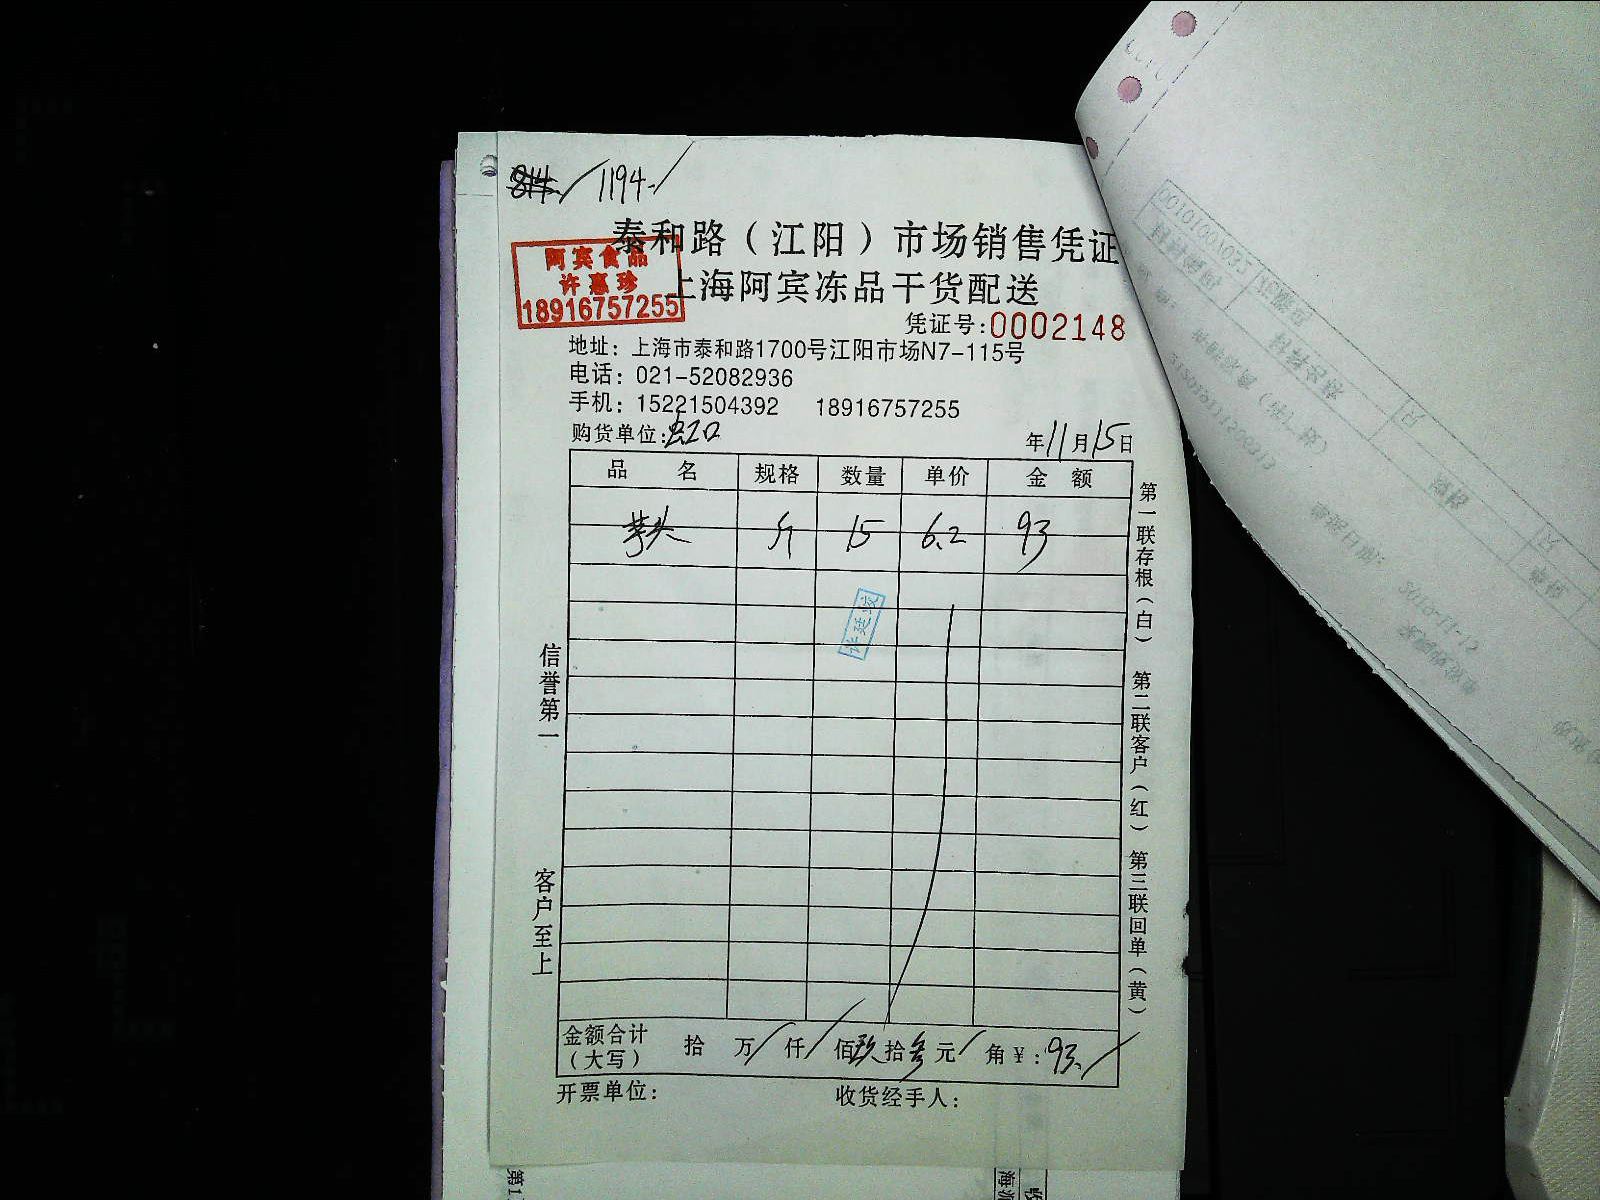 1194.
泰和路（江阳）市场销售凭证
阿宾食品
许惠珍
18916757255
上海阿宾冻品干货配送
凭证号:0002148
地址：上海市泰和路1700号江阳市场N7-115号
电话：021-52082936
手机：15221504392 18916757255
购货单位:
年11月15日
品 名 规格 数量 单价 金 额
芋头 斤 15 6.2 93
信誉第一
客户至上
第一联存根（白） 第二联客户（红） 第三联回单（黄）
金额合计（大写） 拾 万 仟 佰玖拾叁元 角￥:93.
开票单位: 收货经手人: